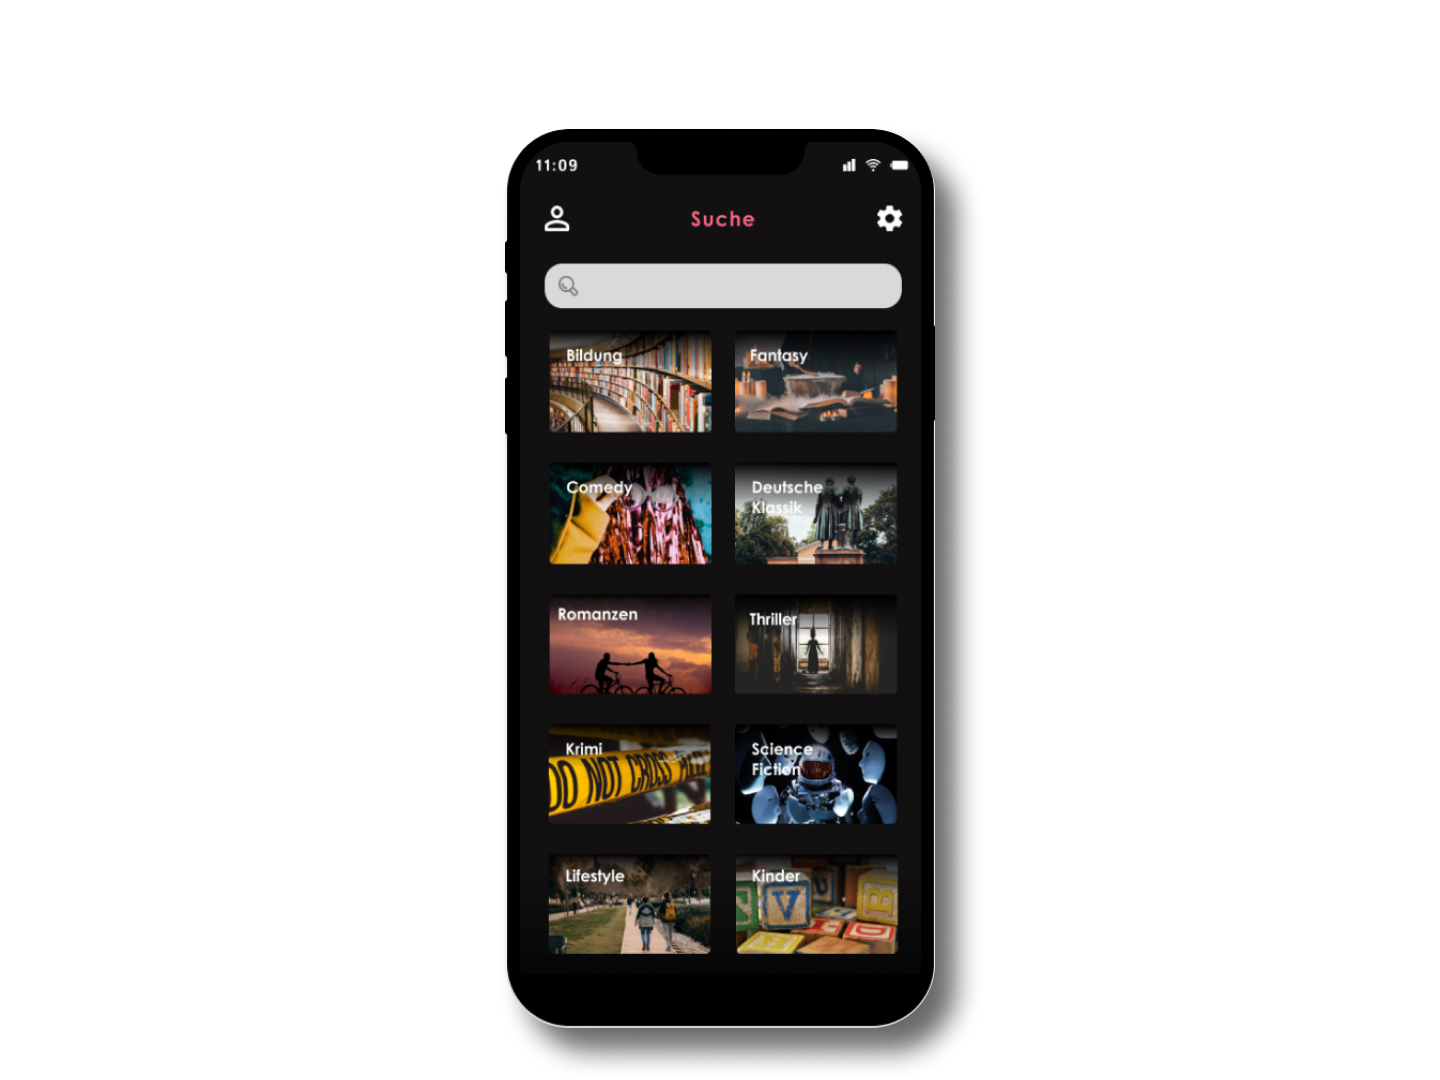 11:09
Suche
Bildung
Fantasy
Comedy
Deutsche
Klassik
Romanzen
Thriller
Krimi
DO NOT CROSS
Science
Fiction
Lifestyle
Kinder
V
U
B